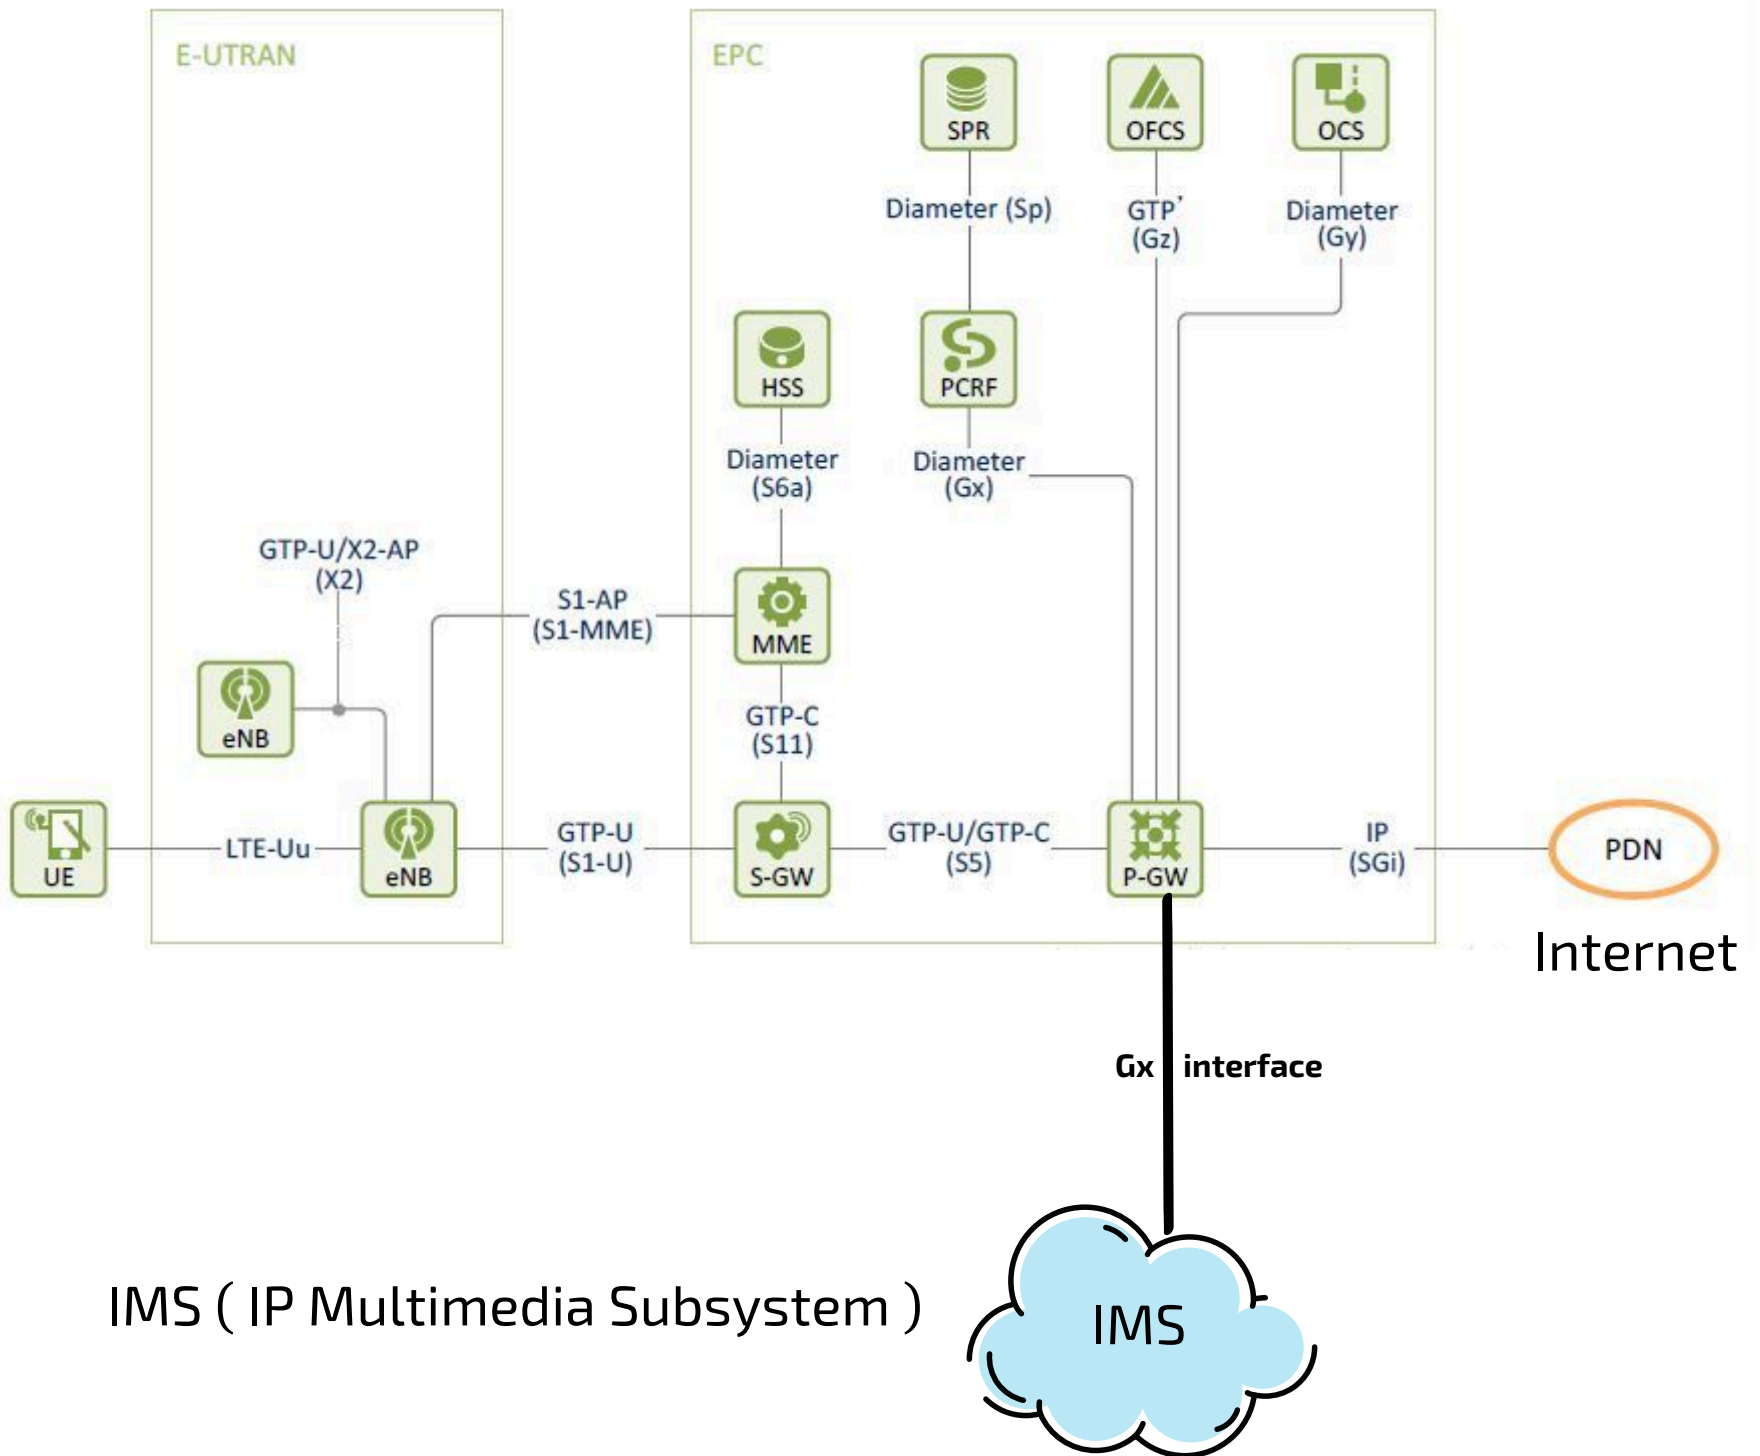 E-UTRAN
EPC
SPR
OFCS
OCS
Diameter (Sp)
GTP'
(Gz)
Diameter
(Gy)
HSS
PCRF
Diameter
(S6a)
Diameter
(Gx)
GTP-U/X2-AP
(X2)
S1-AP
(S1-MME)
MME
eNB
GTP-C
(S11)
UE
LTE-Uu
eNB
GTP-U
(S1-U)
S-GW
GTP-U/GTP-C
(S5)
P-GW
IP
(SGi)
PDN
Internet
Gx interface
IMS ( IP Multimedia Subsystem )
IMS